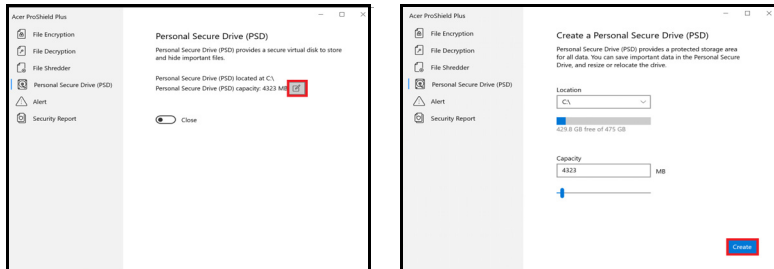 Acer ProShield Plus
File Encryption
File Decryption
File Shredder
Personal Secure Drive (PSD)
Alert
Security Report
Personal Secure Drive (PSD)
Personal Secure Drive (PSD) provides a secure virtual disk to store
and hide important files.
Personal Secure Drive (PSD) located at C:\
Personal Secure Drive (PSD) capacity: 4323 MB
Close
Acer ProShield Plus
File Encryption
File Decryption
File Shredder
Personal Secure Drive (PSD)
Alert
Security Report
Create a Personal Secure Drive (PSD)
Personal Secure Drive (PSD) provides a protected storage area
for all data. You can save important data in the Personal Secure
Drive, and resize or relocate the drive.
Location
C:\
429.8 GB free of 475 GB
Capacity
4323 MB
Create